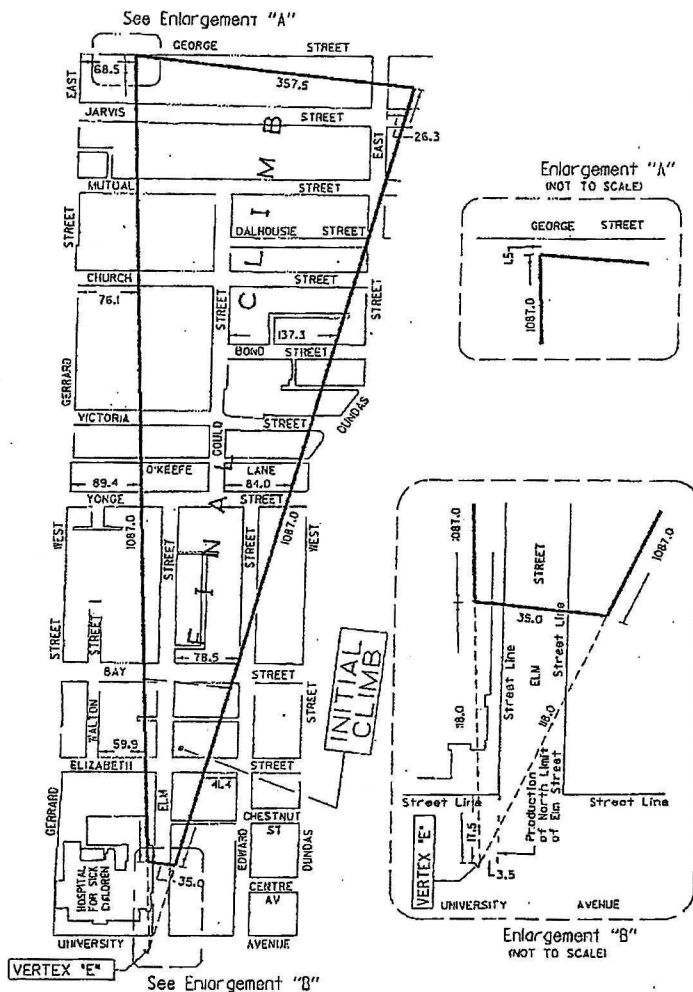 See Enlargement "A"
GEORGE STREET
68.5
357.5
EAST
JARVIS STREET
26.3
EAST
MUTUAL STREET
STREET
DALHOUSIE
CHURCH STREET
76.1
STREET
STREET
137.3
BOND STREET
GERRARD
DUNDAS
VICTORIA STREET
GOULD
O'KEEFE LANE
89.4
84.0
YONGE STREET
FINAL CLIMB
1087.0
1087.0
WEST
STREET
WEST
STREET
STREET
78.5
BAY STREET
STREET
WALTON
59.9
ELIZABETH STREET
INITIAL
CLIMB
41.4
GERRARD
ELM
CHESTNUT
ST
EDWARD
DUNDAS
HOSPITAL
FOR SICK
CHILDREN
35.0
CENTRE
AV
UNIVERSITY AVENUE
VERTEX "E"
See Enlargement "B"
Enlargement "A"
(NOT TO SCALE)
GEORGE STREET
1.5
1087.0
1087.0
1087.0
STREET
35.0
Street Line
ELM
Street Line
118.0
118.0
Street Line
Street Line
Production
of North Limit
of Elm Street
17.5
3.5
VERTEX "E"
UNIVERSITY AVENUE
Enlargement "B"
(NOT TO SCALE)